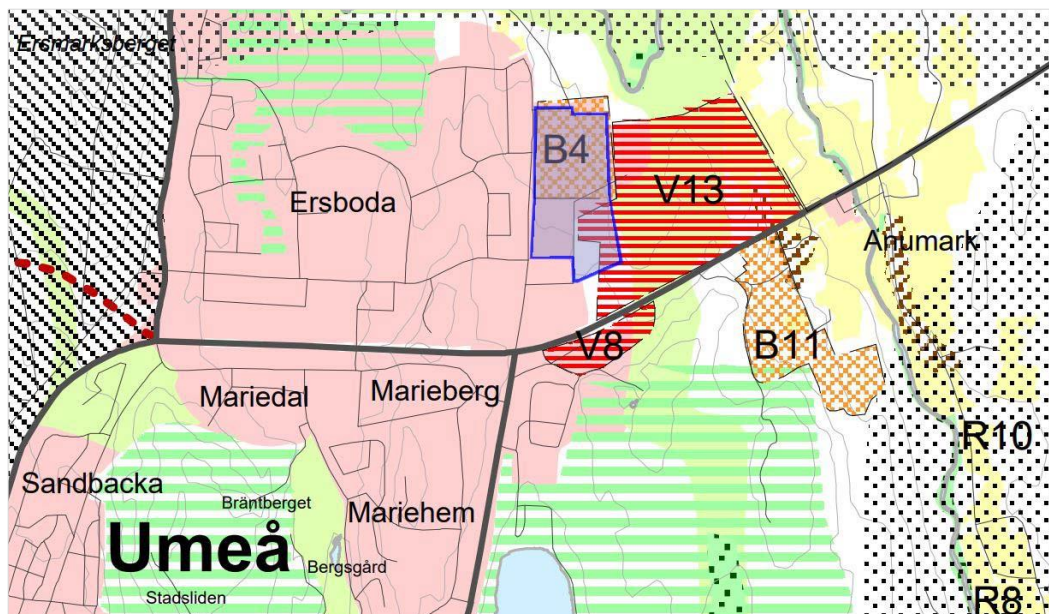 Ersmarksberget
B4
V13
Ersboda
Anumark
V8
B11
Mariedal
Marieberg
R10
Sandbacka
Bräntberget
Mariehem
Umeå
Bergsgård
Stadsliden
R8